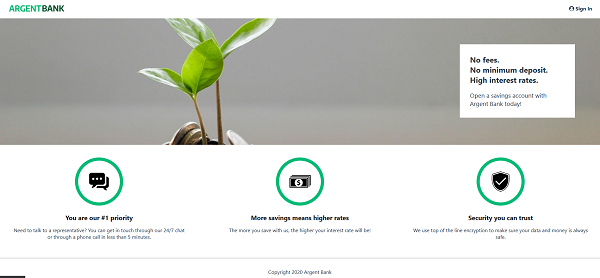 ARGENTBANK
Sign In
No fees.
No minimum deposit.
High interest rates.
Open a savings account with
Argent Bank today!
You are our #1 priority
Need to talk to a representative? You can get in touch through our 24/7 chat
or through a phone call in less than 5 minutes.
$
More savings means higher rates
The more you save with us, the higher your interest rate will be!
Security you can trust
We use top of the line encryption to make sure your data and money is always
safe.
Copyright 2020 Argent Bank